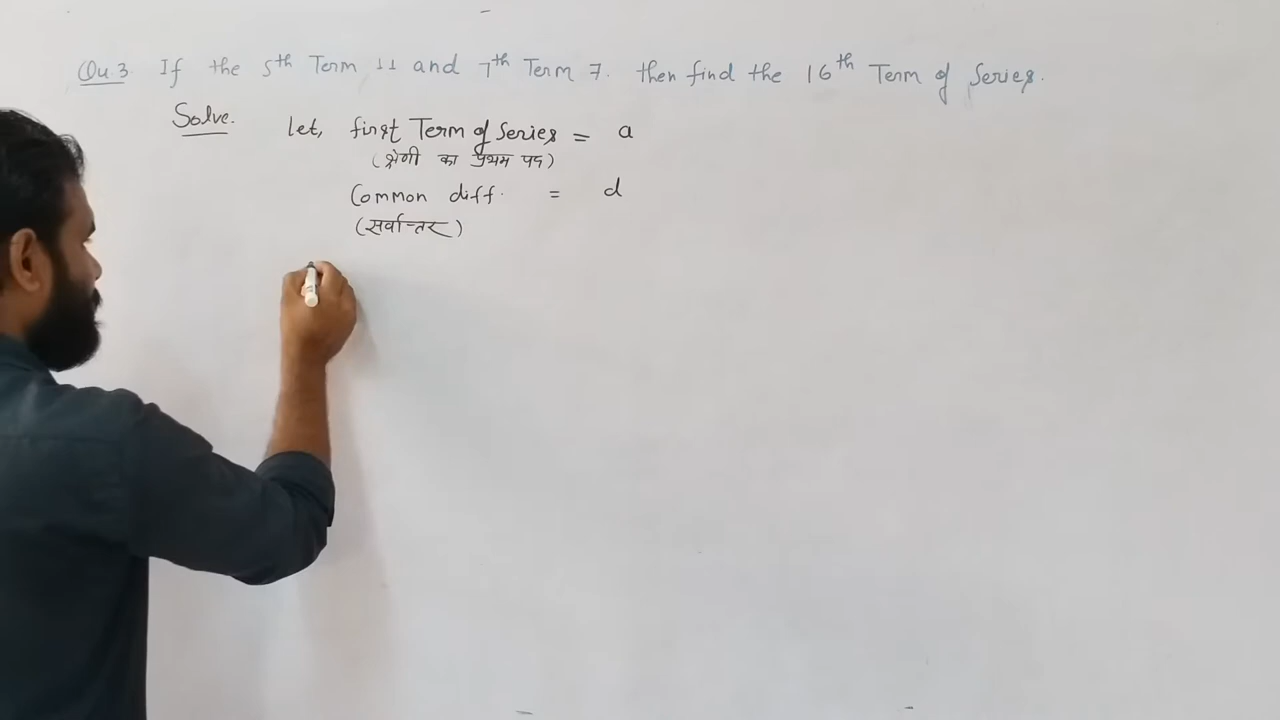 Qu 3 If the 5th Term 11 and 7th Term 7. then find the 16th Term of Series.
Solve.
let, first Term of Series = a
(श्रेणी का प्रथम पद)
Common diff. = d
(सर्वान्तर)